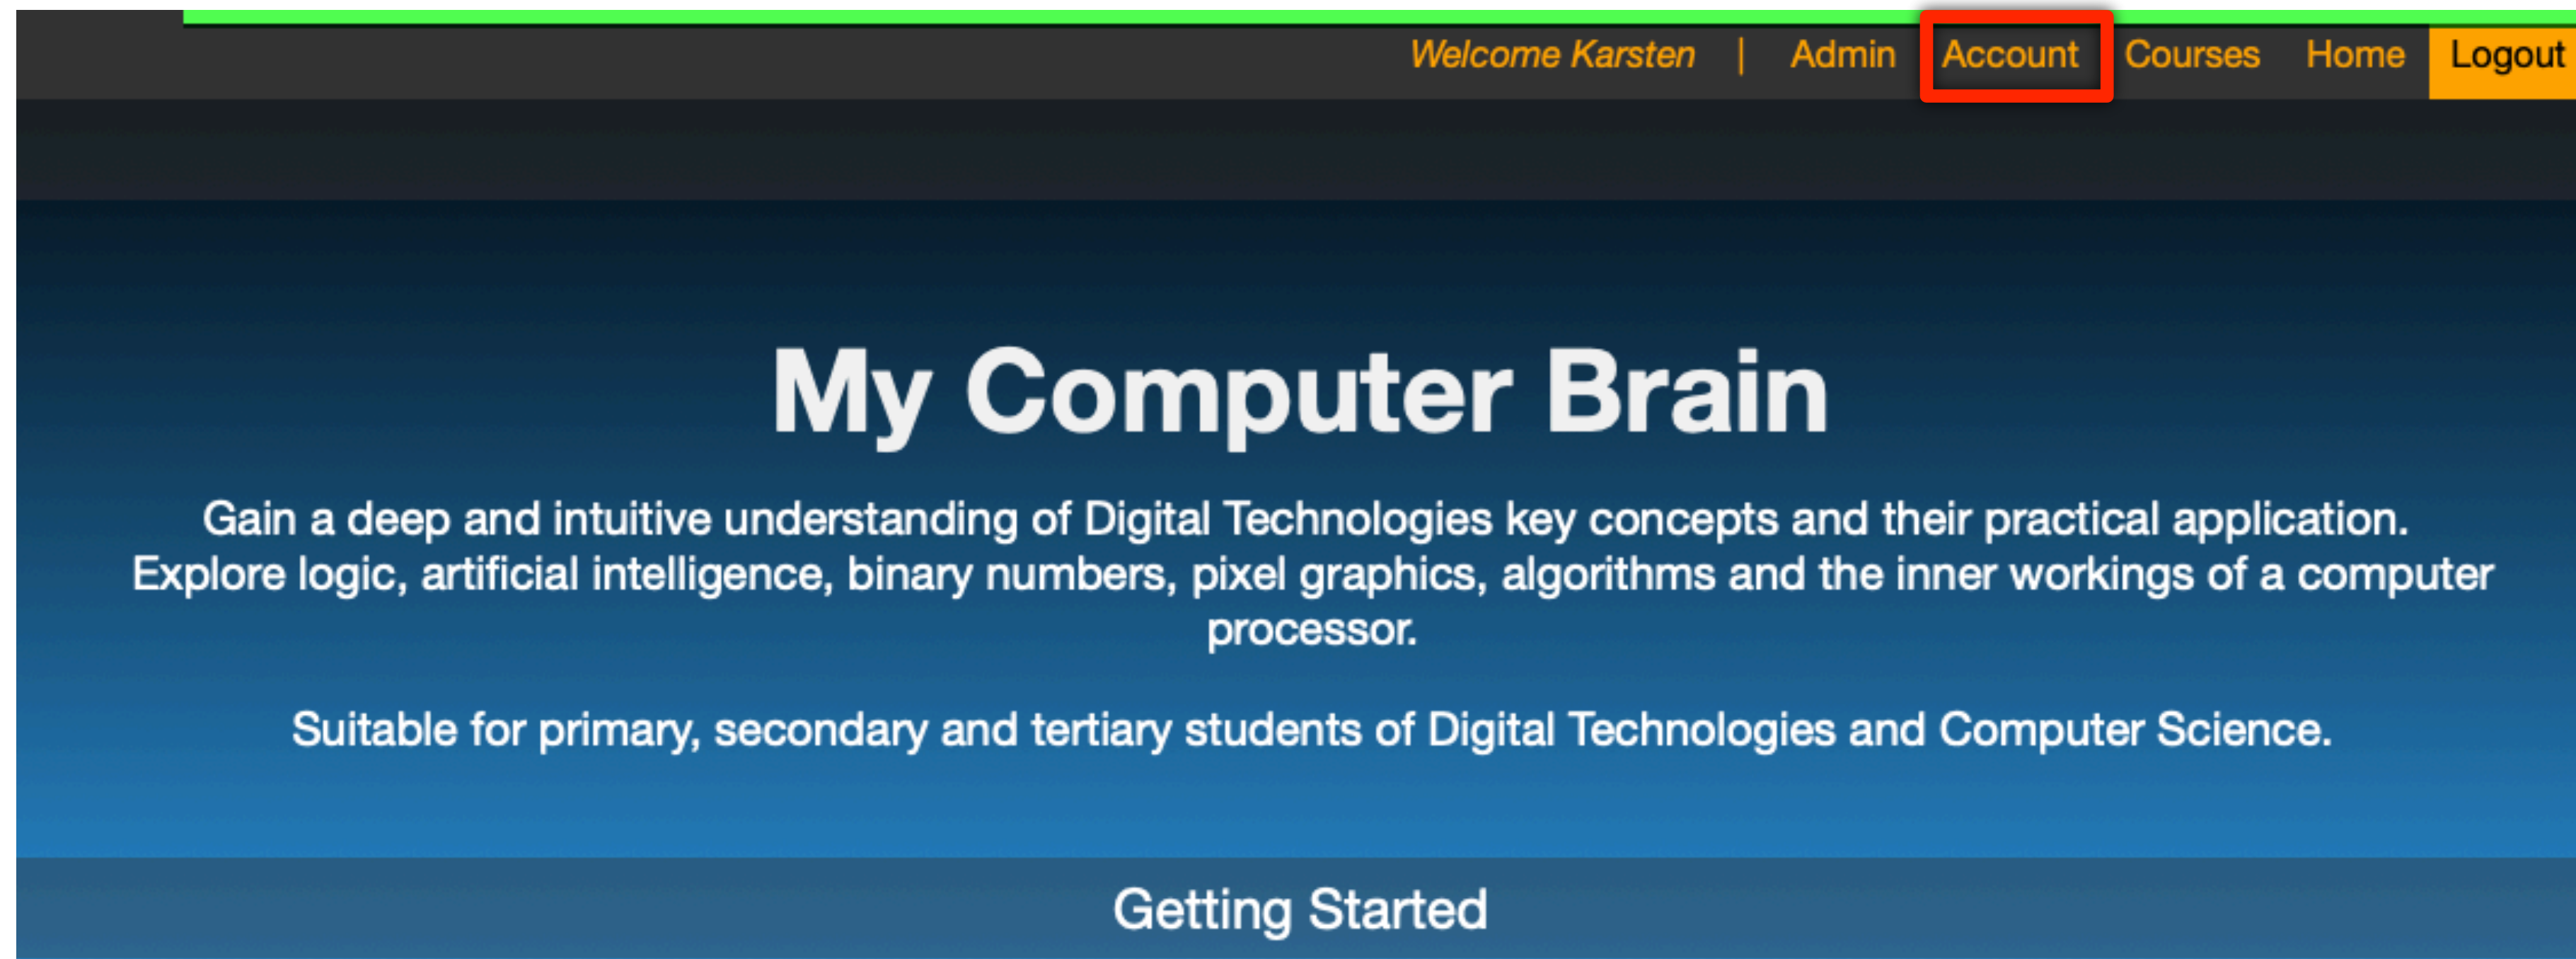 Welcome Karsten | Admin Account Courses Home Logout
My Computer Brain
Gain a deep and intuitive understanding of Digital Technologies key concepts and their practical application.
Explore logic, artificial intelligence, binary numbers, pixel graphics, algorithms and the inner workings of a computer
processor.
Suitable for primary, secondary and tertiary students of Digital Technologies and Computer Science.
Getting Started